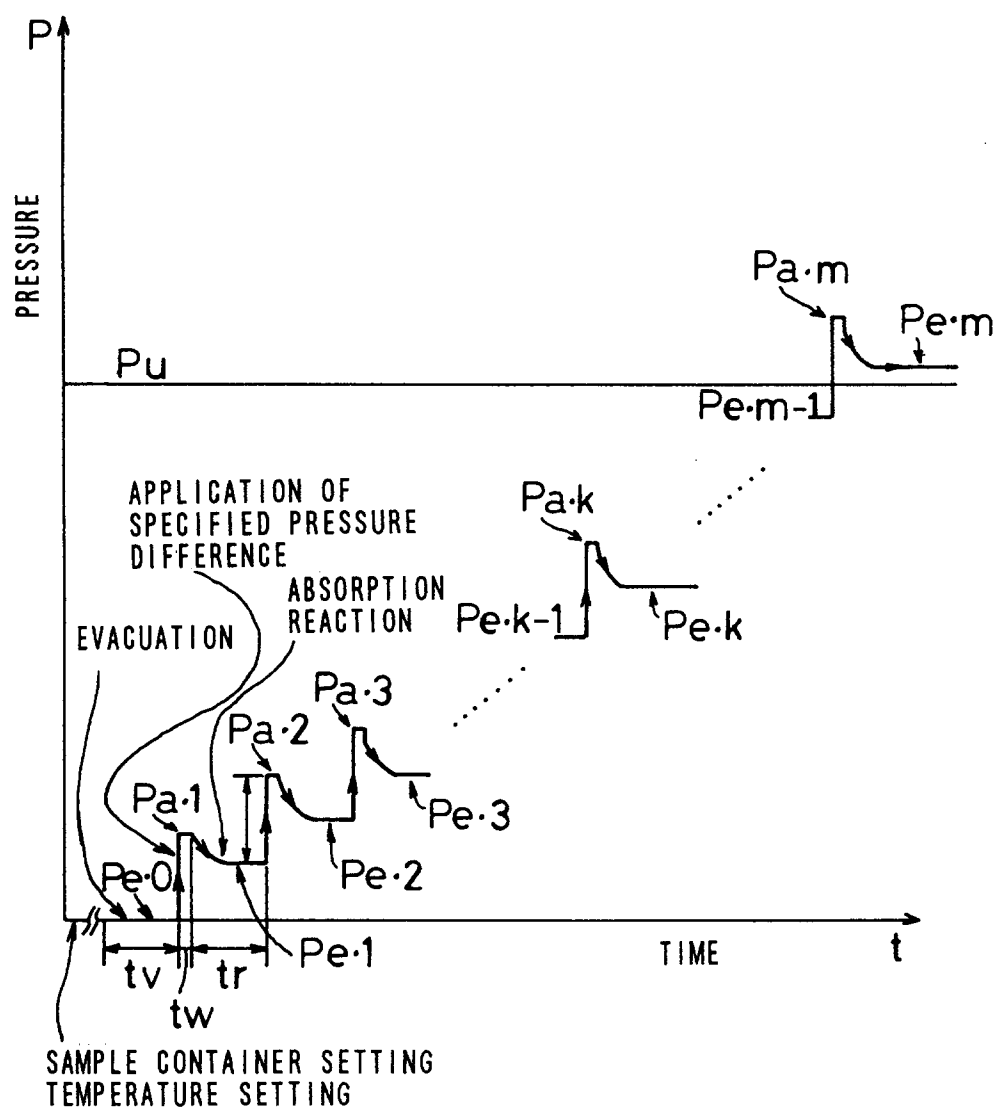 P
PRESSURE
Pa·m
Pe·m
Pu
Pe·m-1
APPLICATION OF
SPECIFIED PRESSURE
DIFFERENCE
Pa·k
ABSORPTION
REACTION
EVACUATION
Pe·k-1
Pe·k
Pa·3
Pa·2
Pa·1
Pe·3
Pe·0
Pe·2
Pe·1
TIME
t
tv
tr
tw
SAMPLE CONTAINER SETTING
TEMPERATURE SETTING